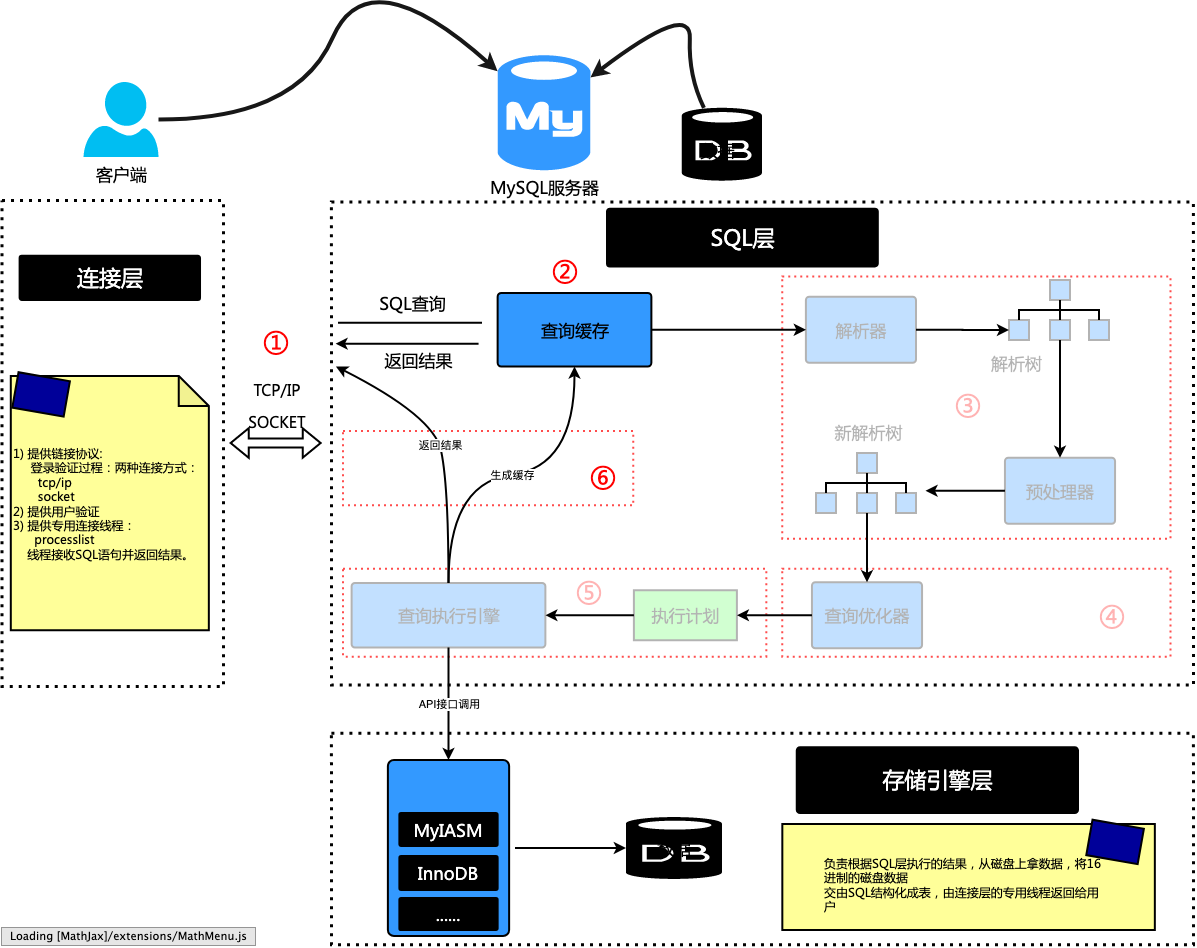 客户端
MySQL服务器
DB
连接层
SQL层
①
TCP/IP
SOCKET
1) 提供链接协议:
登录验证过程：两种连接方式：
tcp/ip
socket
2) 提供用户验证
3) 提供专用连接线程：
processlist
线程接收SQL语句并返回结果。
SQL查询
返回结果
②
查询缓存
解析器
解析树
③
新解析树
预处理器
返回结果
生成缓存
⑥
查询执行引擎
⑤
执行计划
查询优化器
④
API接口调用
存储引擎层
MyIASM
InnoDB
......
DB
负责根据SQL层执行的结果，从磁盘上拿数据，将16
进制的磁盘数据
交由SQL结构化成表，由连接层的专用线程返回给用
户
My
Loading [MathJax]/extensions/MathMenu.js